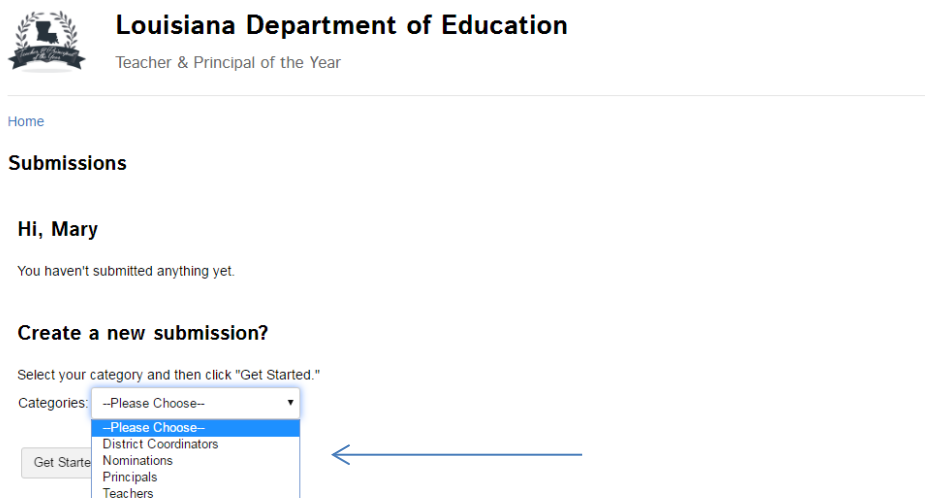 Louisiana Department of Education
Teacher & Principal of the Year
Home
Submissions
Hi, Mary
You haven't submitted anything yet.
Create a new submission?
Select your category and then click "Get Started."
Categories: --Please Choose--
--Please Choose--
District Coordinators
Nominations
Get Starte
Principals
Teachers